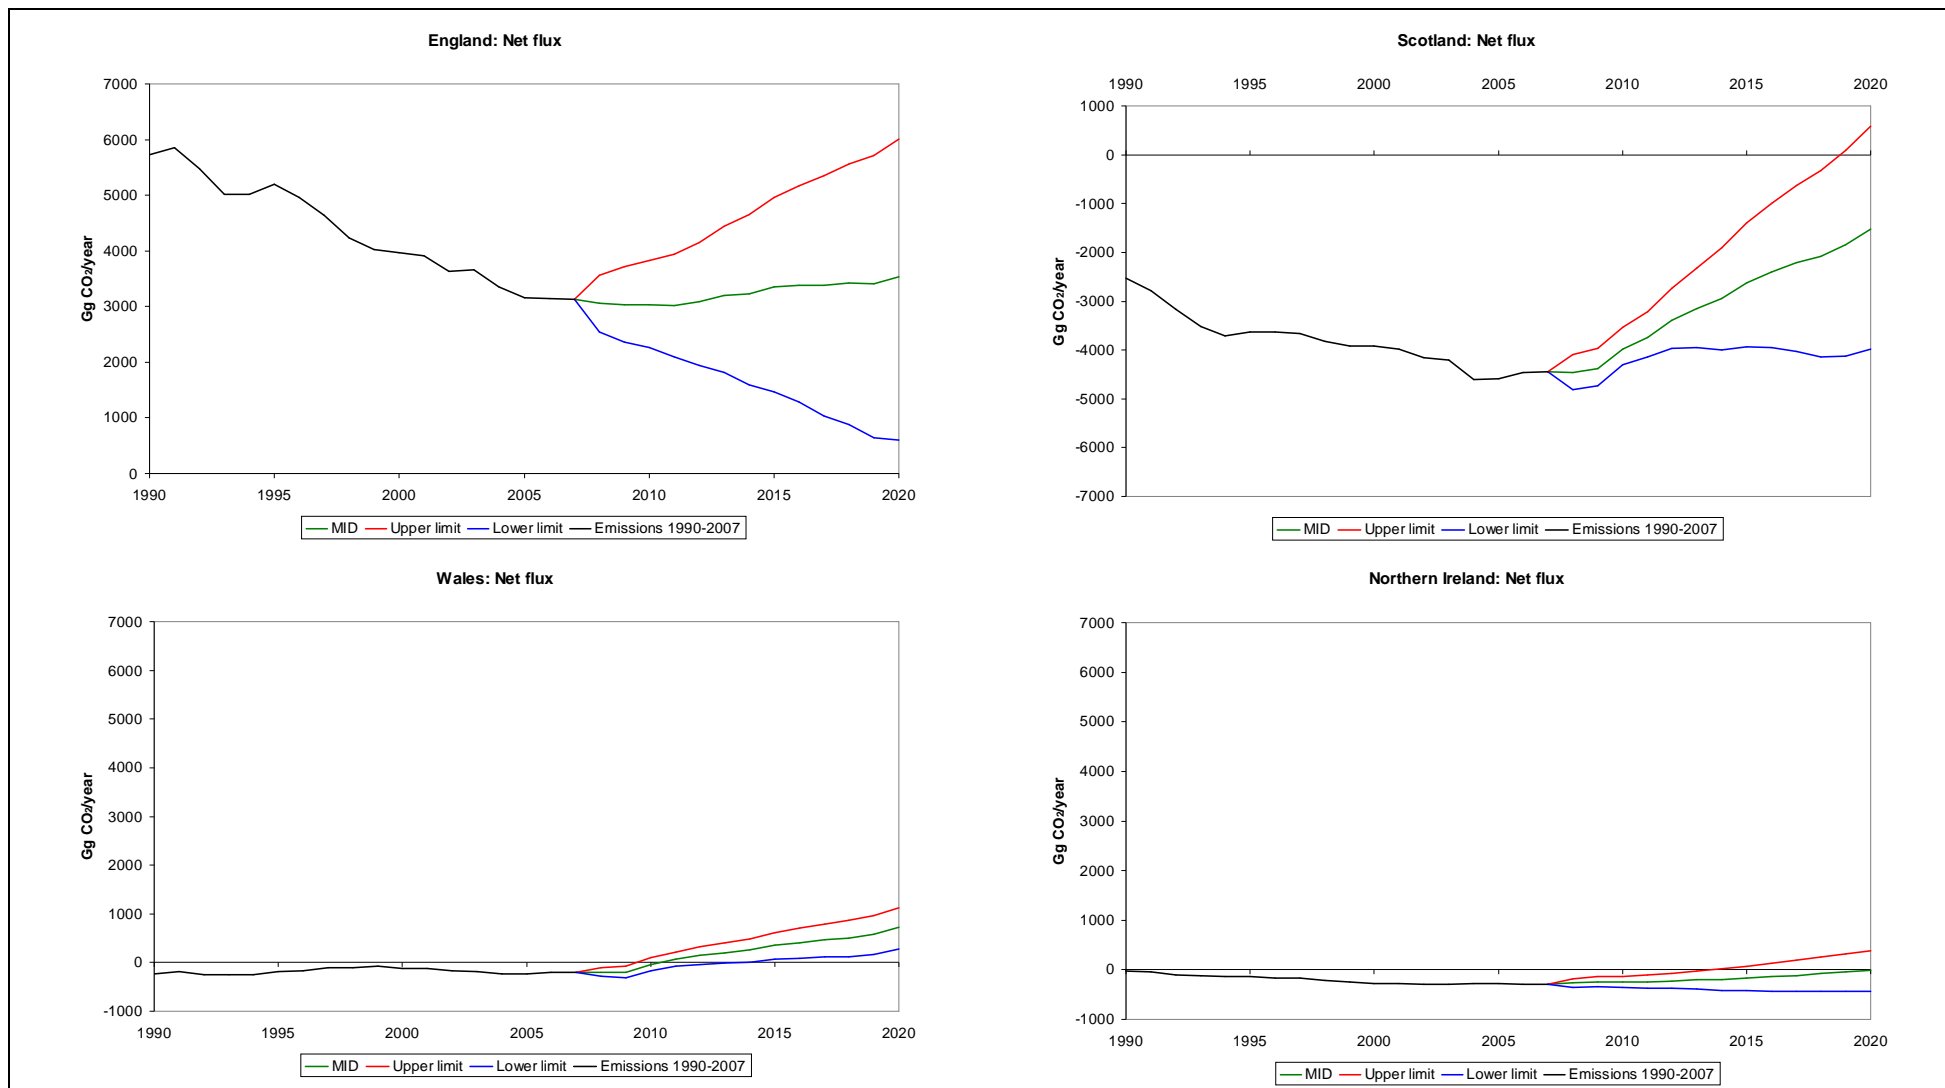 England: Net flux
7000
6000
5000
4000
3000
2000
1000
0
Gg CO2/year
1990 1995 2000 2005 2010 2015 2020
MID Upper limit Lower limit Emissions 1990-2007
Scotland: Net flux
1990 1995 2000 2005 2010 2015 2020
1000
0
-1000
-2000
-3000
-4000
-5000
-6000
-7000
Gg CO2/year
MID Upper limit Lower limit Emissions 1990-2007
Wales: Net flux
7000
6000
5000
4000
3000
2000
1000
0
-1000
Gg CO2/year
1990 1995 2000 2005 2010 2015 2020
MID Upper limit Lower limit Emissions 1990-2007
Northern Ireland: Net flux
7000
6000
5000
4000
3000
2000
1000
0
-1000
Gg CO2/year
1990 1995 2000 2005 2010 2015 2020
MID Upper limit Lower limit Emissions 1990-2007